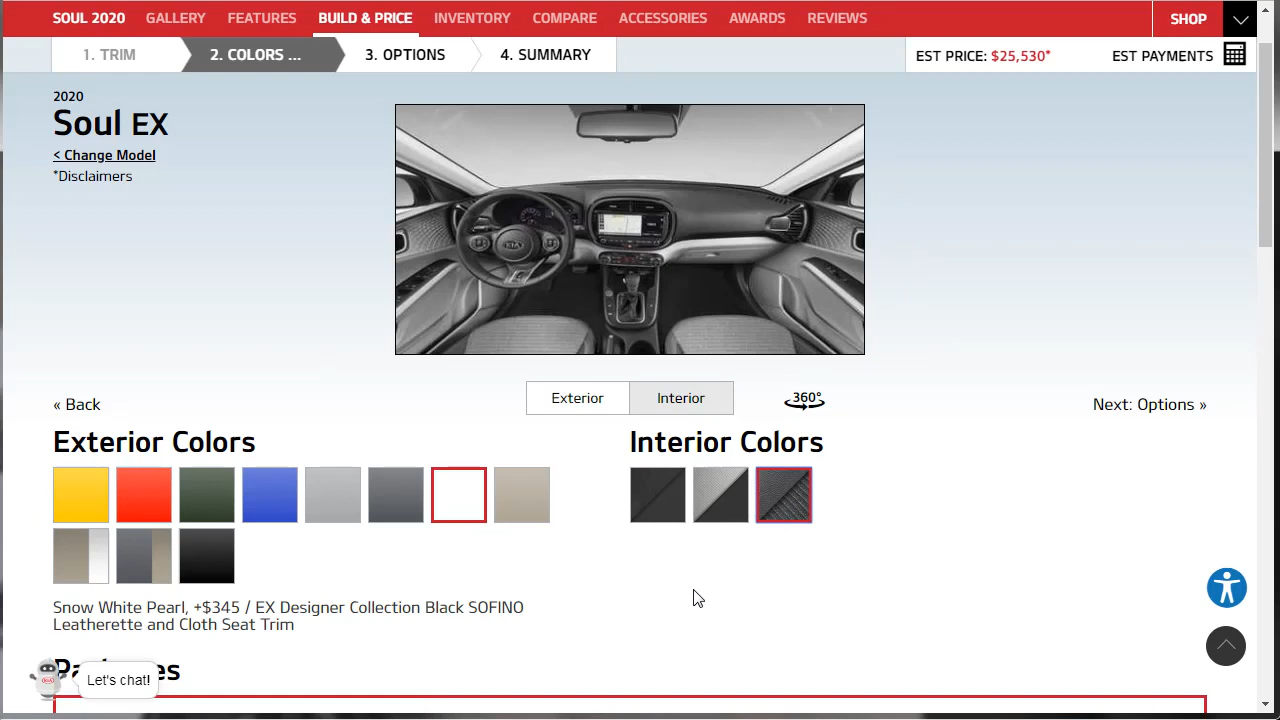 SOUL 2020 GALLERY FEATURES BUILD & PRICE INVENTORY COMPARE ACCESSORIES AWARDS REVIEWS SHOP
1. TRIM 2. COLORS ... 3. OPTIONS 4. SUMMARY EST PRICE: $25,530* EST PAYMENTS
2020
Soul EX
< Change Model
*Disclaimers
KIA
« Back Exterior Interior 360° Next: Options »
Exterior Colors Interior Colors
Snow White Pearl, +$345 / EX Designer Collection Black SOFINO
Leatherette and Cloth Seat Trim
Let's chat!